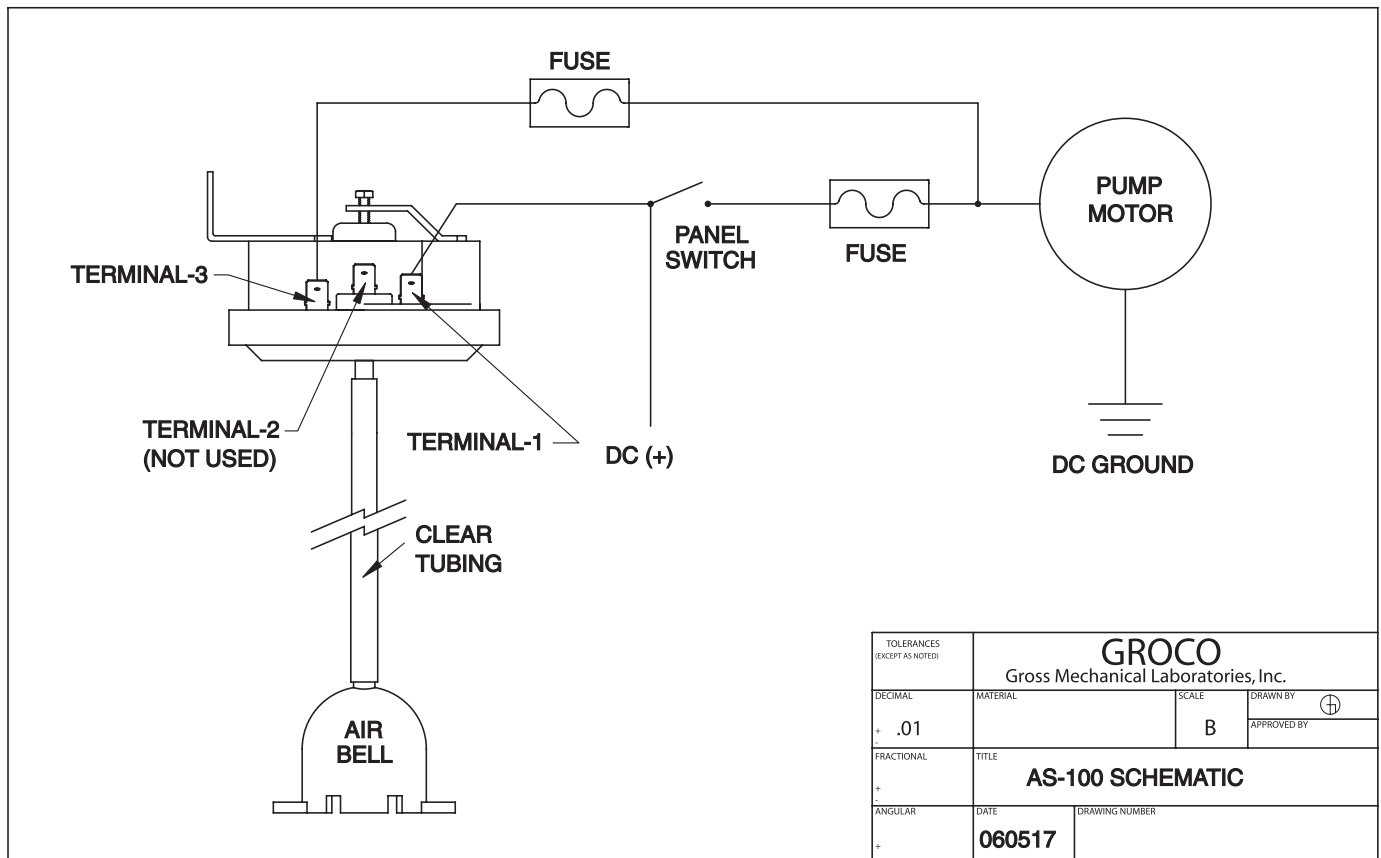 FUSE
PUMP
MOTOR
PANEL
SWITCH
FUSE
TERMINAL-3
TERMINAL-2
(NOT USED)
TERMINAL-1
DC (+)
DC GROUND
CLEAR
TUBING
AIR
BELL
TOLERANCES
(EXCEPT AS NOTED)
GROCO
Gross Mechanical Laboratories, Inc.
DECIMAL
+
-
.01
MATERIAL
SCALE
B
DRAWN BY
APPROVED BY
FRACTIONAL
+
-
TITLE
AS-100 SCHEMATIC
ANGULAR
+
DATE
060517
DRAWING NUMBER